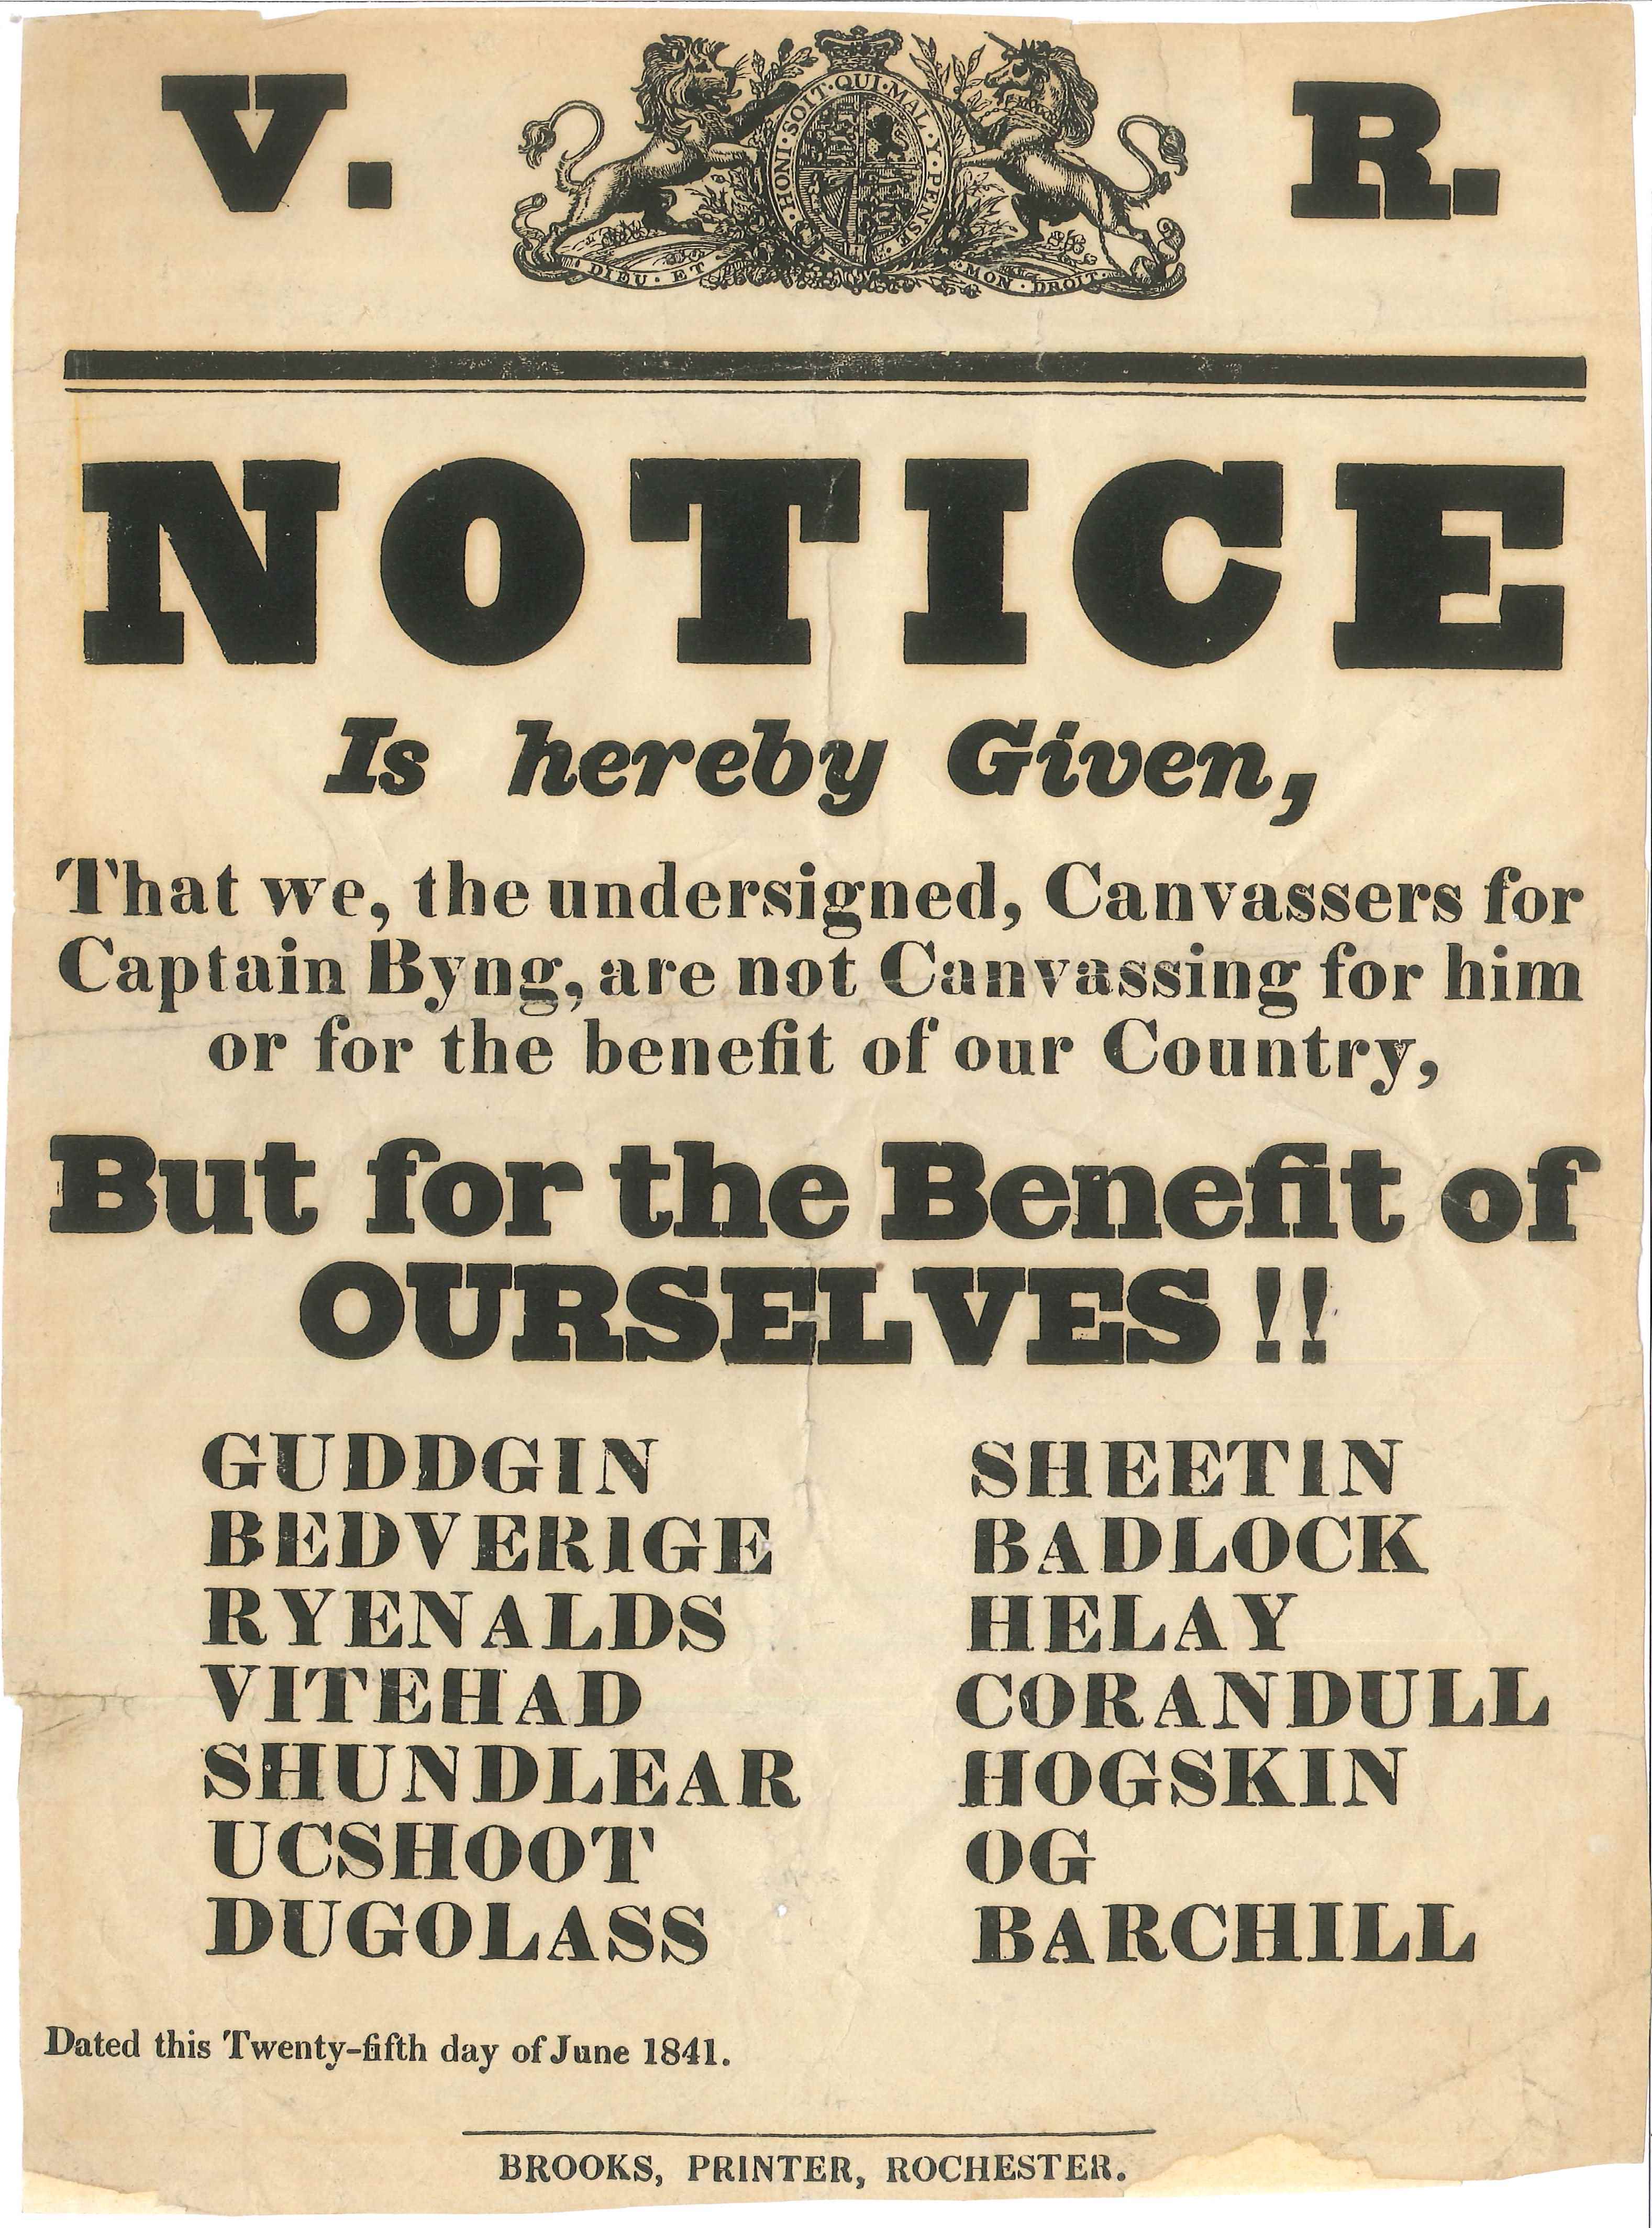 V. R.
HONI · SOIT · QUI · MAL · Y · PENSE
DIEU · ET · MON · DROIT
NOTICE
Is hereby Given,
That we, the undersigned, Canvassers for
Captain Byng, are not Canvassing for him
or for the benefit of our Country,
But for the Benefit of
OURSELVES!!
GUDDGIN
BEDVERIGE
RYENALDS
VITEHAD
SHUNDLEAR
UCSHOOT
DUGOLASS
SHEETIN
BADLOCK
HELAY
CORANDULL
HOGSKIN
OG
BARCHILL
Dated this Twenty-fifth day of June 1841.
BROOKS, PRINTER, ROCHESTER.